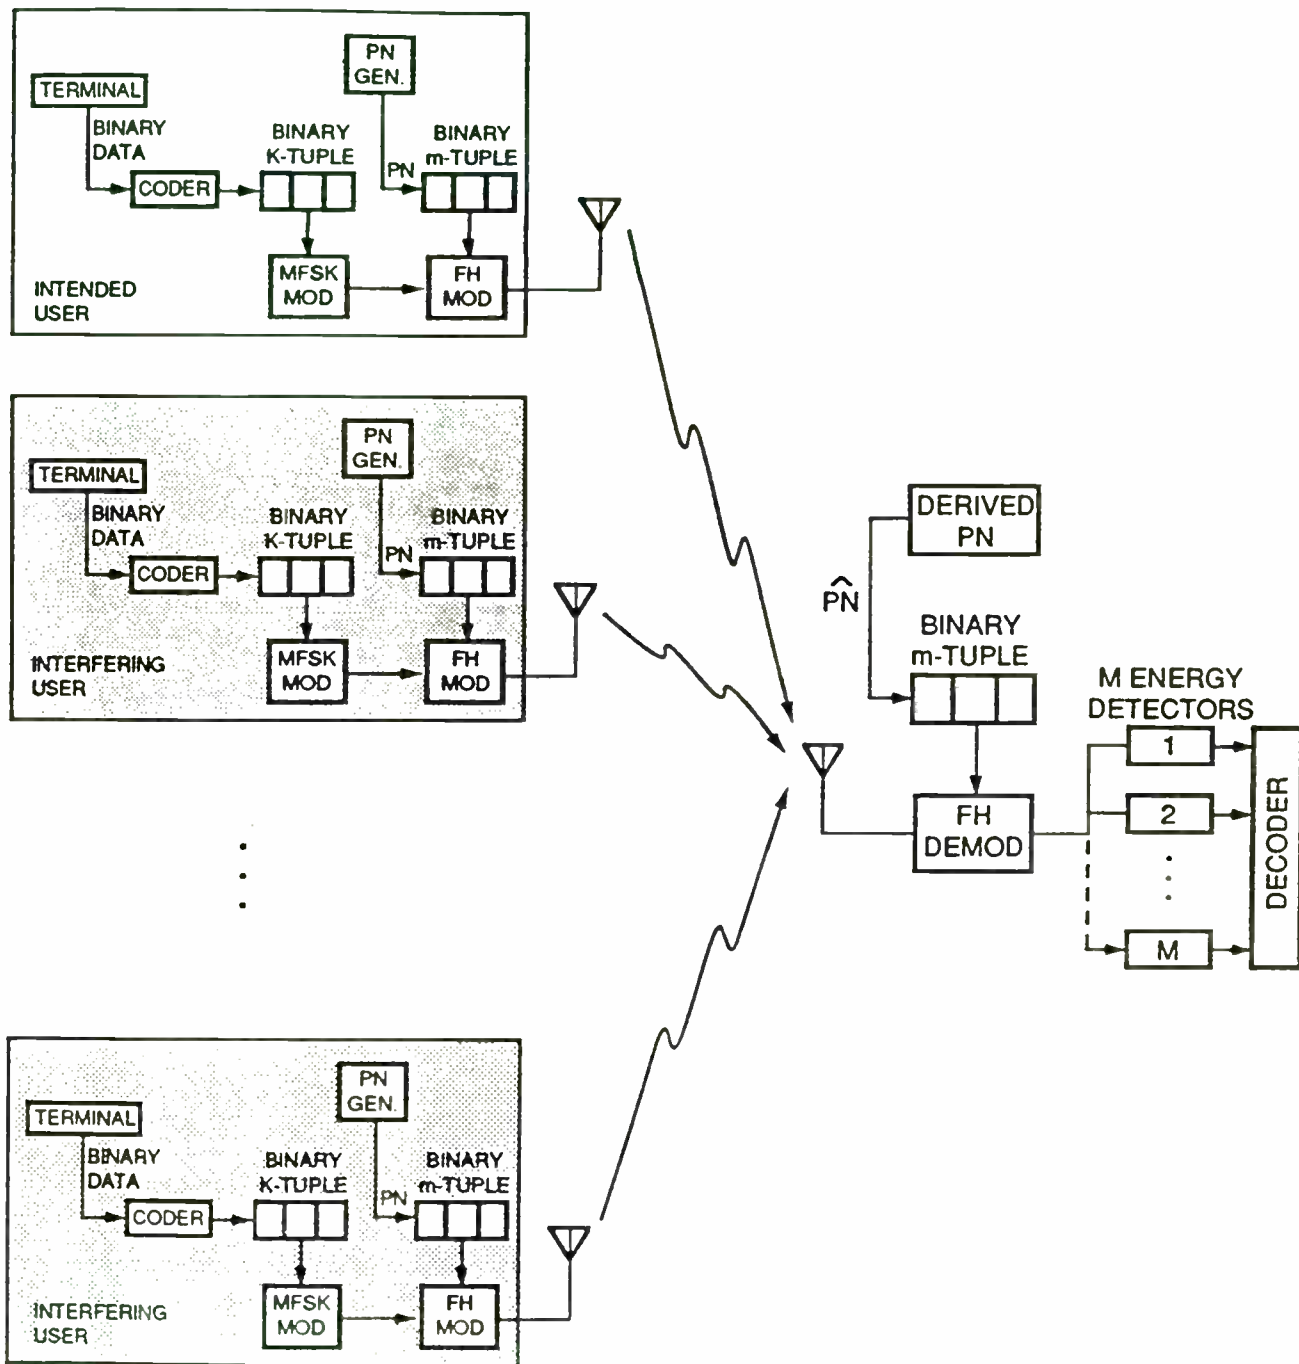 PN
GEN.
TERMINAL
BINARY
DATA
BINARY
K-TUPLE
BINARY
m-TUPLE
PN
CODER
MFSK
MOD
FH
MOD
INTENDED
USER
PN
GEN.
TERMINAL
BINARY
DATA
BINARY
K-TUPLE
BINARY
m-TUPLE
PN
CODER
MFSK
MOD
FH
MOD
INTERFERING
USER
DERIVED
PN
P̂N
BINARY
m-TUPLE
M ENERGY
DETECTORS
1
2
M
FH
DEMOD
DECODER
PN
GEN.
TERMINAL
BINARY
DATA
BINARY
K-TUPLE
BINARY
m-TUPLE
PN
CODER
MFSK
MOD
FH
MOD
INTERFERING
USER